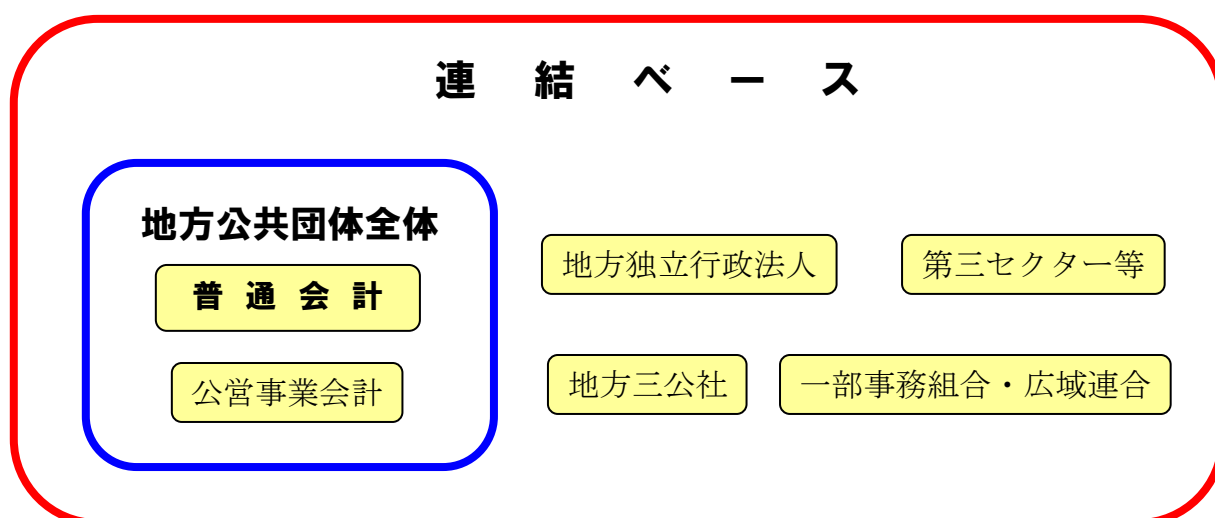 連結ベース
地方公共団体全体
普通会計
公営事業会計
地方独立行政法人
第三セクター等
地方三公社
一部事務組合・広域連合